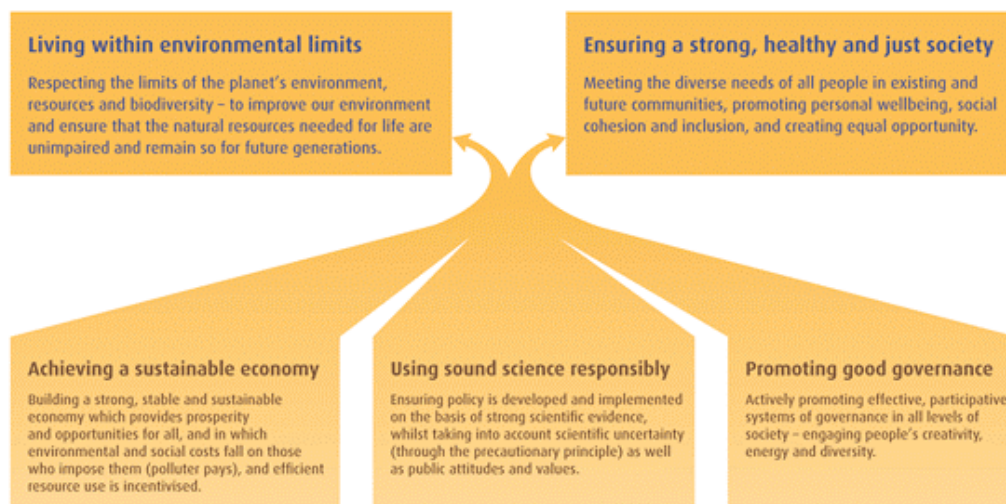 Living within environmental limits
Respecting the limits of the planet's environment,
resources and biodiversity – to improve our environment
and ensure that the natural resources needed for life are
unimpaired and remain so for future generations.
Ensuring a strong, healthy and just society
Meeting the diverse needs of all people in existing and
future communities, promoting personal wellbeing, social
cohesion and inclusion, and creating equal opportunity.
Achieving a sustainable economy
Building a strong, stable and sustainable
economy which provides prosperity
and opportunities for all, and in which
environmental and social costs fall on those
who impose them (polluter pays), and efficient
resource use is incentivised.
Using sound science responsibly
Ensuring policy is developed and implemented
on the basis of strong scientific evidence,
whilst taking into account scientific uncertainty
(through the precautionary principle) as well
as public attitudes and values.
Promoting good governance
Actively promoting effective, participative
systems of governance in all levels of
society – engaging people's creativity,
energy and diversity.